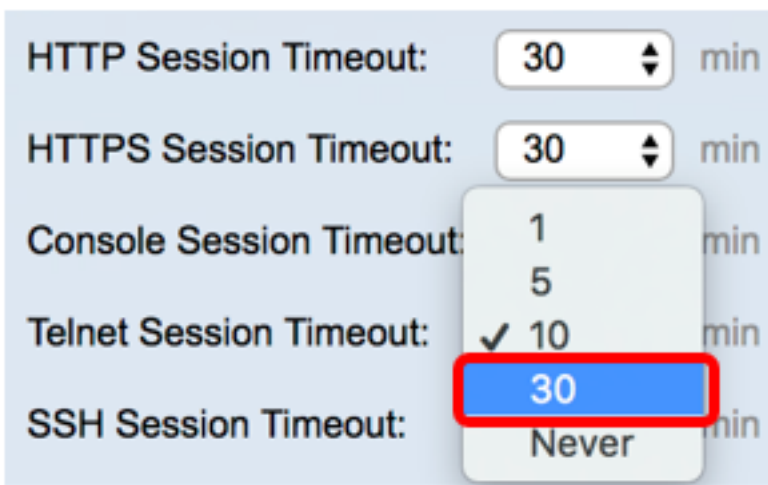 HTTP Session Timeout: 30 min
HTTPS Session Timeout: 30 min
1
Console Session Timeout: min
5
Telnet Session Timeout: ✓ 10 min
30
SSH Session Timeout: min
Never